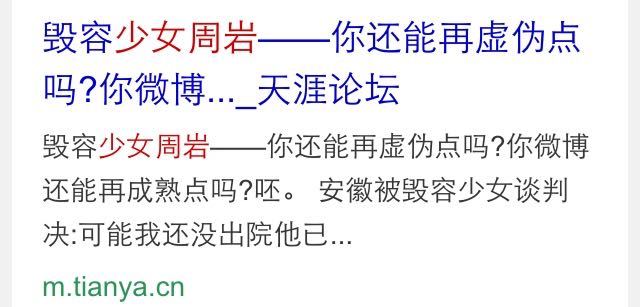 毁容少女周岩——你还能再虚伪点
吗?你微博..._天涯论坛
毁容少女周岩——你还能再虚伪点吗?你微博
还能再成熟点吗?呸。 安徽被毁容少女谈判
决:可能我还没出院他已...
m.tianya.cn